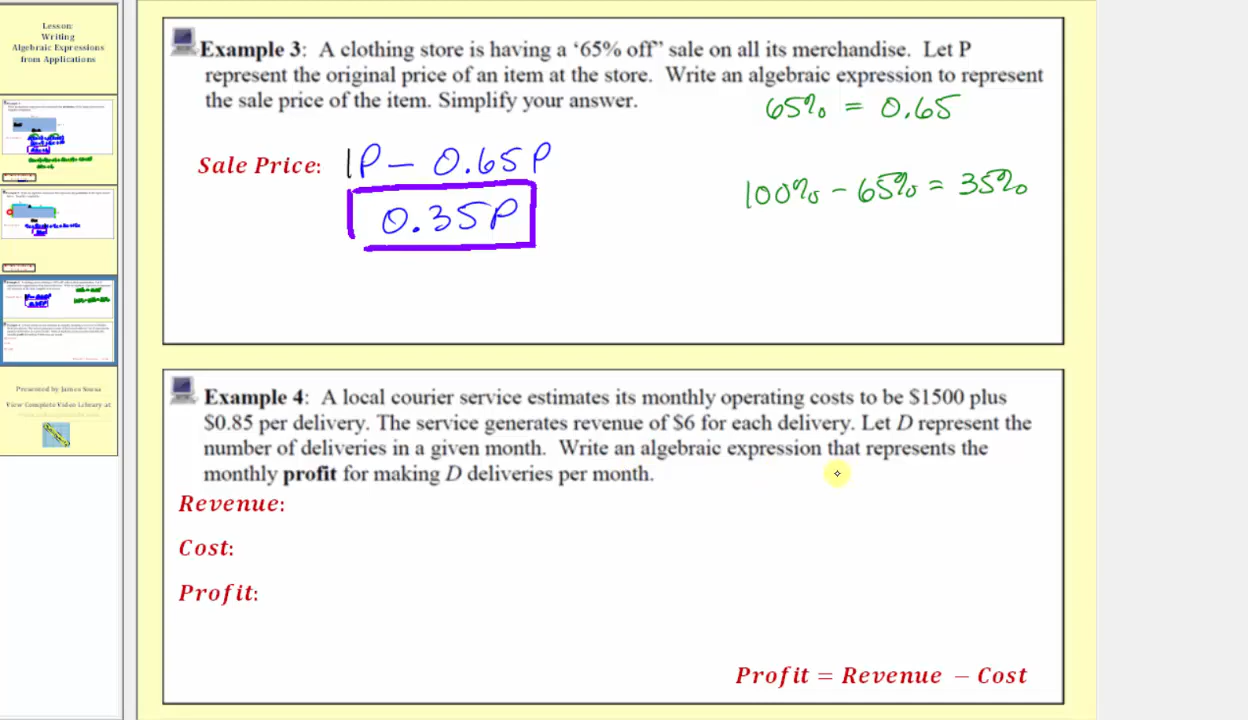 Lesson:
Writing
Algebraic Expressions
from Applications
Presented by James Sousa
View Complete Video Library at
Example 3: A clothing store is having a ‘65% off” sale on all its merchandise. Let P
represent the original price of an item at the store. Write an algebraic expression to represent
the sale price of the item. Simplify your answer.
65% = 0.65
Sale Price: 1P − 0.65P
100% − 65% = 35%
0.35P
Example 4: A local courier service estimates its monthly operating costs to be $1500 plus
$0.85 per delivery. The service generates revenue of $6 for each delivery. Let D represent the
number of deliveries in a given month. Write an algebraic expression that represents the
monthly profit for making D deliveries per month.
Revenue:
Cost:
Profit:
Profit = Revenue − Cost